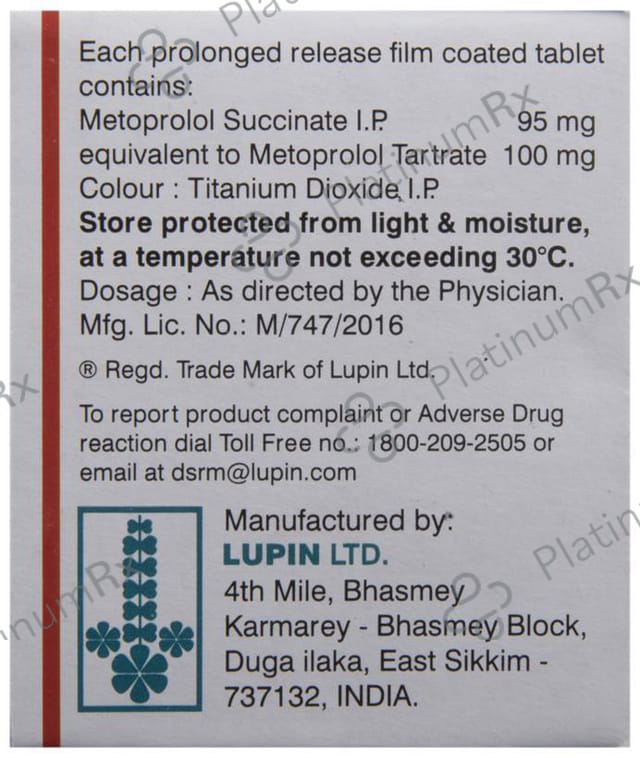 Each prolonged release film coated tablet
contains:
Metoprolol Succinate I.P. 95 mg
equivalent to Metoprolol Tartrate 100 mg
Colour : Titanium Dioxide I.P.
Store protected from light & moisture,
at a temperature not exceeding 30°C.
Dosage : As directed by the Physician.
Mfg. Lic. No.: M/747/2016
® Regd. Trade Mark of Lupin Ltd.
To report product complaint or Adverse Drug
reaction dial Toll Free no.: 1800-209-2505 or
email at dsrm@lupin.com
Manufactured by:
LUPIN LTD.
4th Mile, Bhasmey
Karmarey - Bhasmey Block,
Duga ilaka, East Sikkim -
737132, INDIA.
PlatinumRx
PlatinumRx